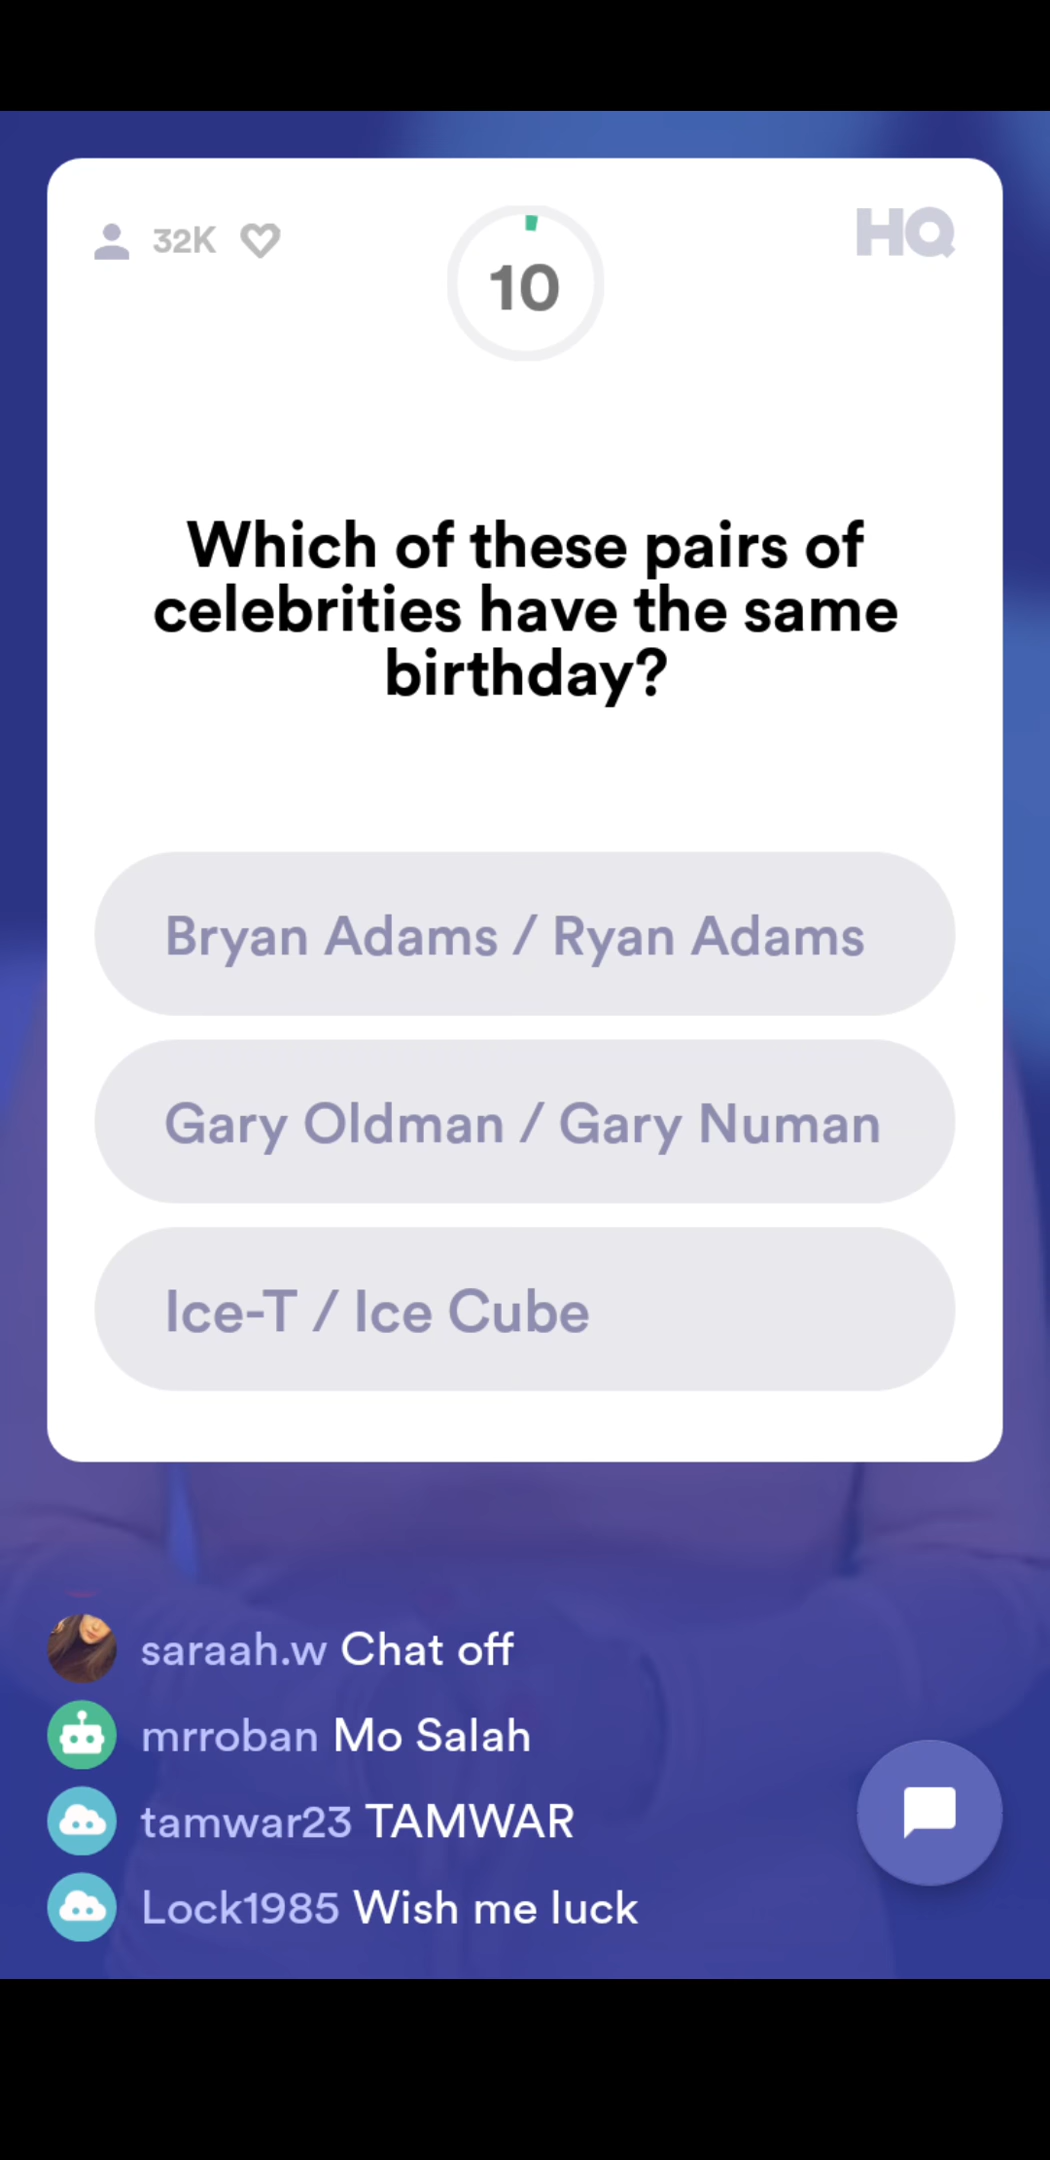 32K
10
HQ
Which of these pairs of
celebrities have the same
birthday?
Bryan Adams / Ryan Adams
Gary Oldman / Gary Numan
Ice-T / Ice Cube
saraah.w Chat off
mrroban Mo Salah
tamwar23 TAMWAR
Lock1985 Wish me luck